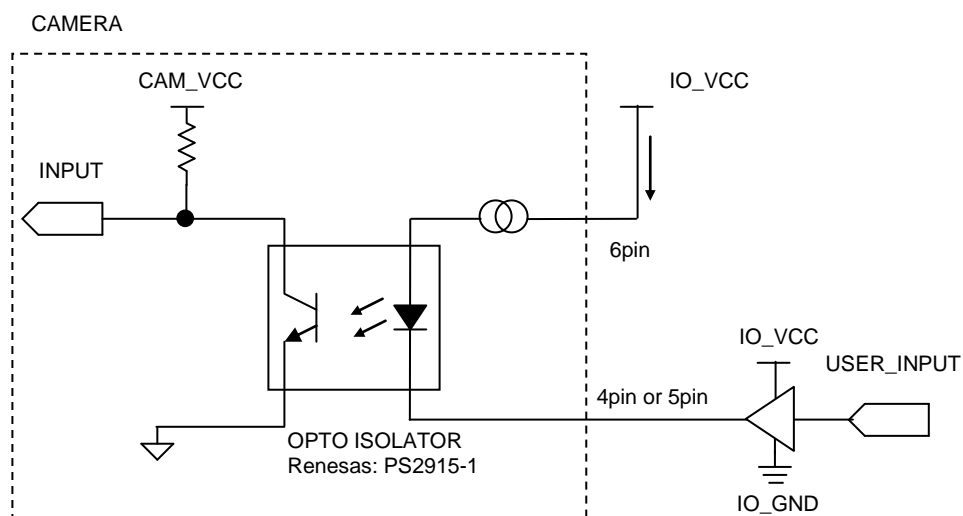 CAMERA
CAM_VCC
IO_VCC
INPUT
6pin
IO_VCC
USER_INPUT
4pin or 5pin
OPTO ISOLATOR
Renesas: PS2915-1
IO_GND